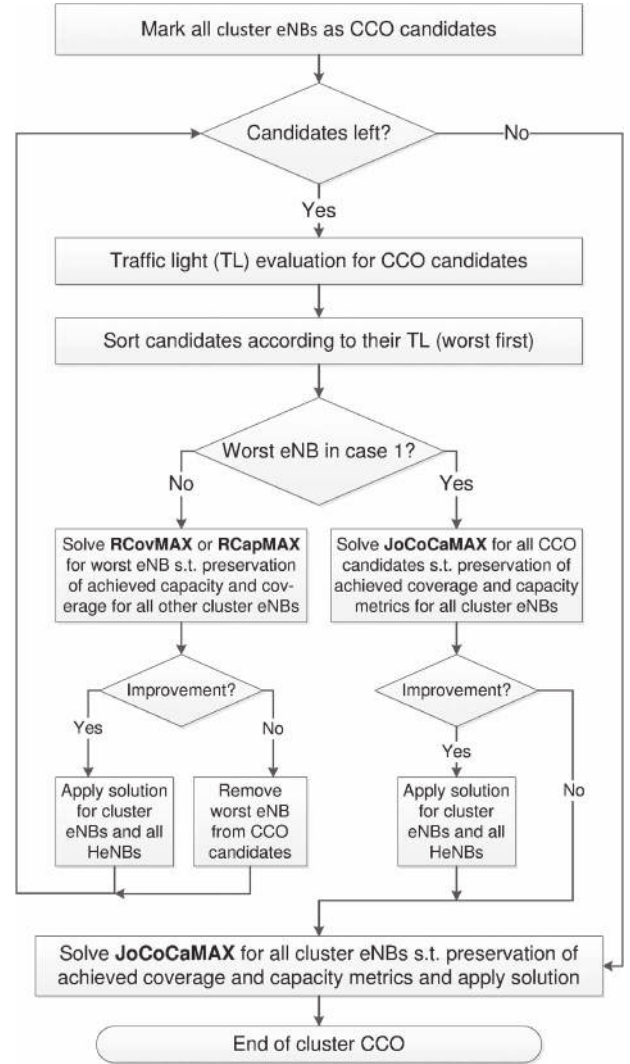 Mark all cluster eNBs as CCO candidates
Candidates left?
No
Yes
Traffic light (TL) evaluation for CCO candidates
Sort candidates according to their TL (worst first)
Worst eNB in case 1?
No
Yes
Solve RCovMAX or RCapMAX
for worst eNB s.t. preservation
of achieved capacity and cov-
erage for all other cluster eNBs
Solve JoCoCaMAX for all CCO
candidates s.t. preservation of
achieved coverage and capacity
metrics for all cluster eNBs
Improvement?
Yes
No
Improvement?
Yes
No
Apply solution
for cluster
eNBs and all
HeNBs
Remove
worst eNB
from CCO
candidates
Apply solution
for cluster
eNBs and all
HeNBs
Solve JoCoCaMAX for all cluster eNBs s.t. preservation of
achieved coverage and capacity metrics and apply solution
End of cluster CCO